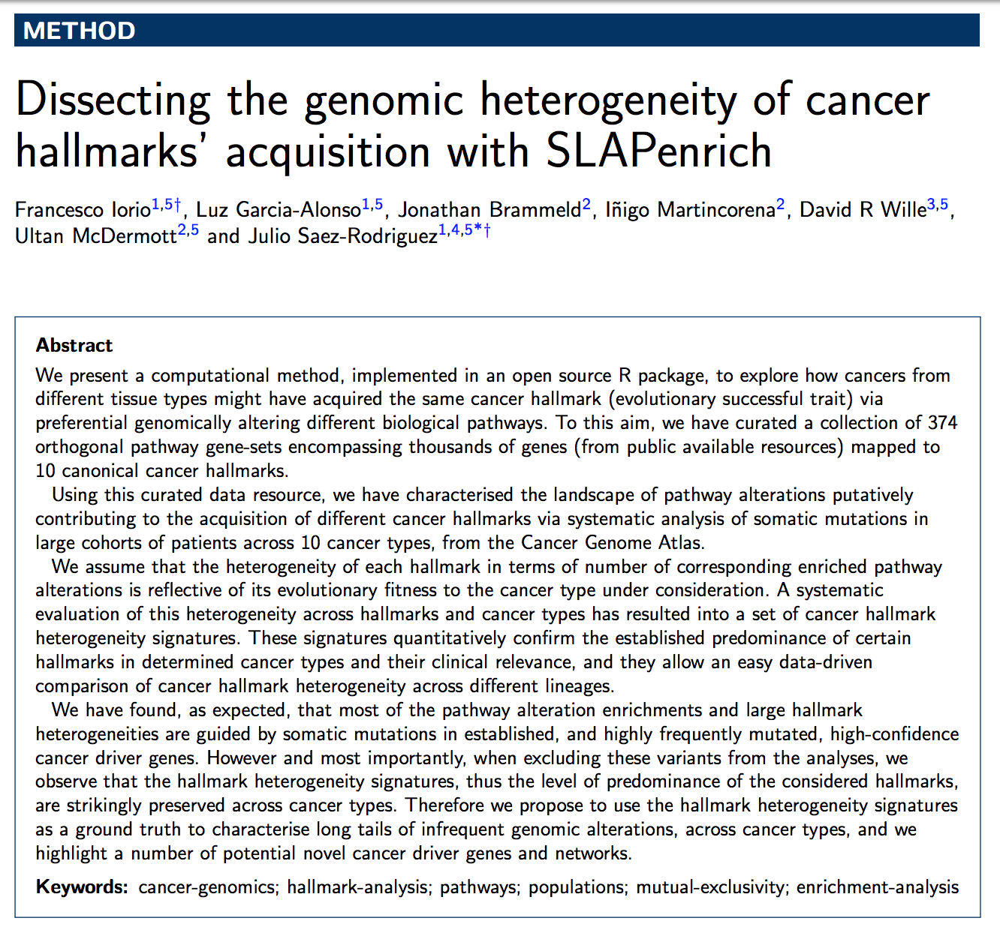 METHOD
Dissecting the genomic heterogeneity of cancer
hallmarks’ acquisition with SLAPenrich
Francesco Iorio1,5†, Luz Garcia-Alonso1,5, Jonathan Brammeld2, Iñigo Martincorena2, David R Wille3,5,
Ultan McDermott2,5 and Julio Saez-Rodriguez1,4,5*†
Abstract
We present a computational method, implemented in an open source R package, to explore how cancers from
different tissue types might have acquired the same cancer hallmark (evolutionary successful trait) via
preferential genomically altering different biological pathways. To this aim, we have curated a collection of 374
orthogonal pathway gene-sets encompassing thousands of genes (from public available resources) mapped to
10 canonical cancer hallmarks.
Using this curated data resource, we have characterised the landscape of pathway alterations putatively
contributing to the acquisition of different cancer hallmarks via systematic analysis of somatic mutations in
large cohorts of patients across 10 cancer types, from the Cancer Genome Atlas.
We assume that the heterogeneity of each hallmark in terms of number of corresponding enriched pathway
alterations is reflective of its evolutionary fitness to the cancer type under consideration. A systematic
evaluation of this heterogeneity across hallmarks and cancer types has resulted into a set of cancer hallmark
heterogeneity signatures. These signatures quantitatively confirm the established predominance of certain
hallmarks in determined cancer types and their clinical relevance, and they allow an easy data-driven
comparison of cancer hallmark heterogeneity across different lineages.
We have found, as expected, that most of the pathway alteration enrichments and large hallmark
heterogeneities are guided by somatic mutations in established, and highly frequently mutated, high-confidence
cancer driver genes. However and most importantly, when excluding these variants from the analyses, we
observe that the hallmark heterogeneity signatures, thus the level of predominance of the considered hallmarks,
are strikingly preserved across cancer types. Therefore we propose to use the hallmark heterogeneity signatures
as a ground truth to characterise long tails of infrequent genomic alterations, across cancer types, and we
highlight a number of potential novel cancer driver genes and networks.
Keywords: cancer-genomics; hallmark-analysis; pathways; populations; mutual-exclusivity; enrichment-analysis